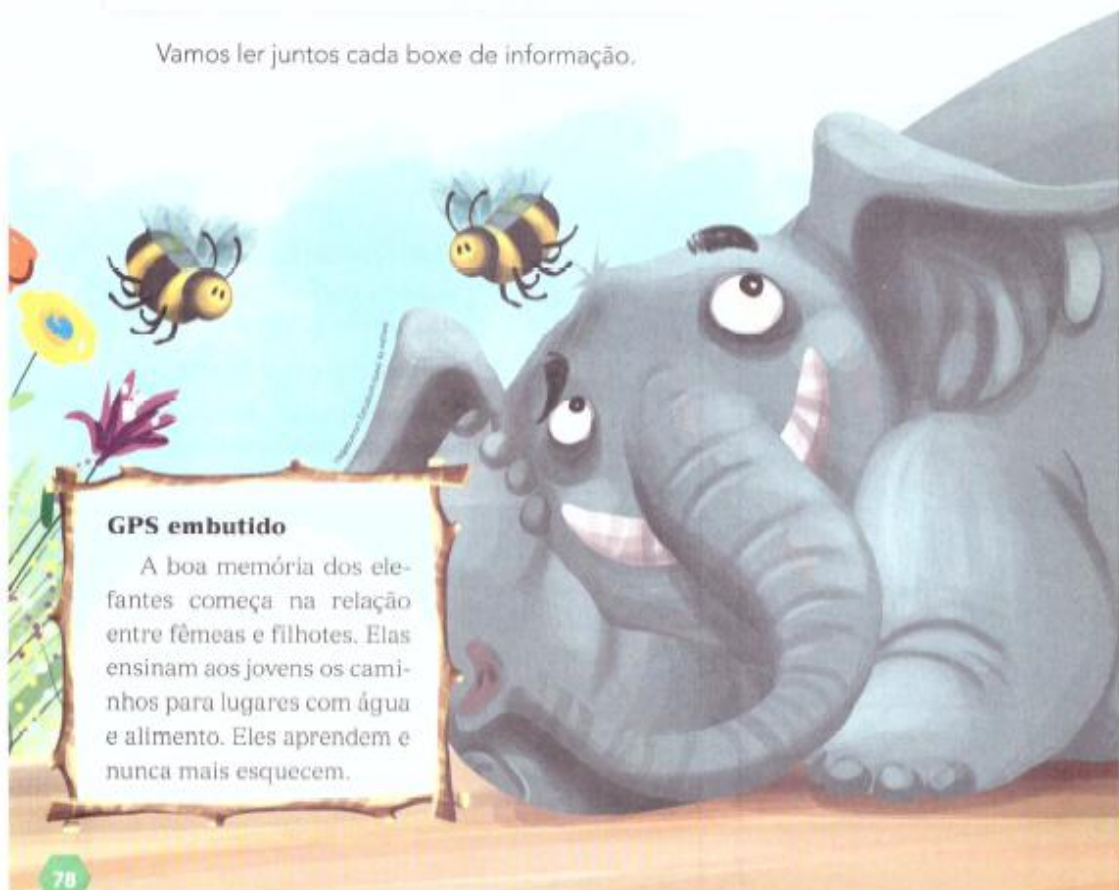 Vamos ler juntos cada boxe de informação.
GPS embutido
A boa memória dos ele-
fantes começa na relação
entre fêmeas e filhotes. Elas
ensinam aos jovens os cami-
nhos para lugares com água
e alimento. Eles aprendem e
nunca mais esquecem.
78